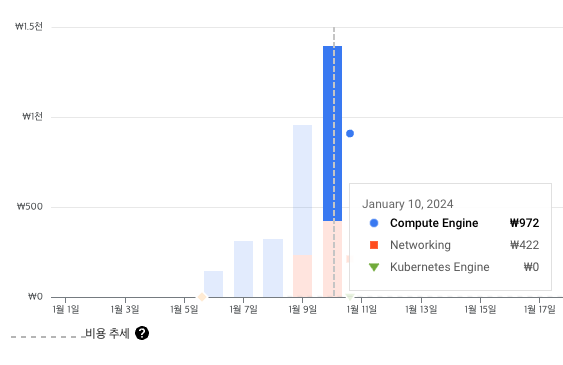 ₩1.5천
₩1천
₩500
₩0
January 10, 2024
Compute Engine ₩972
Networking ₩422
Kubernetes Engine ₩0
1월 1일 1월 3일 1월 5일 1월 7일 1월 9일 1월 11일 1월 13일 1월 15일 1월 17일
비용 추세 ?